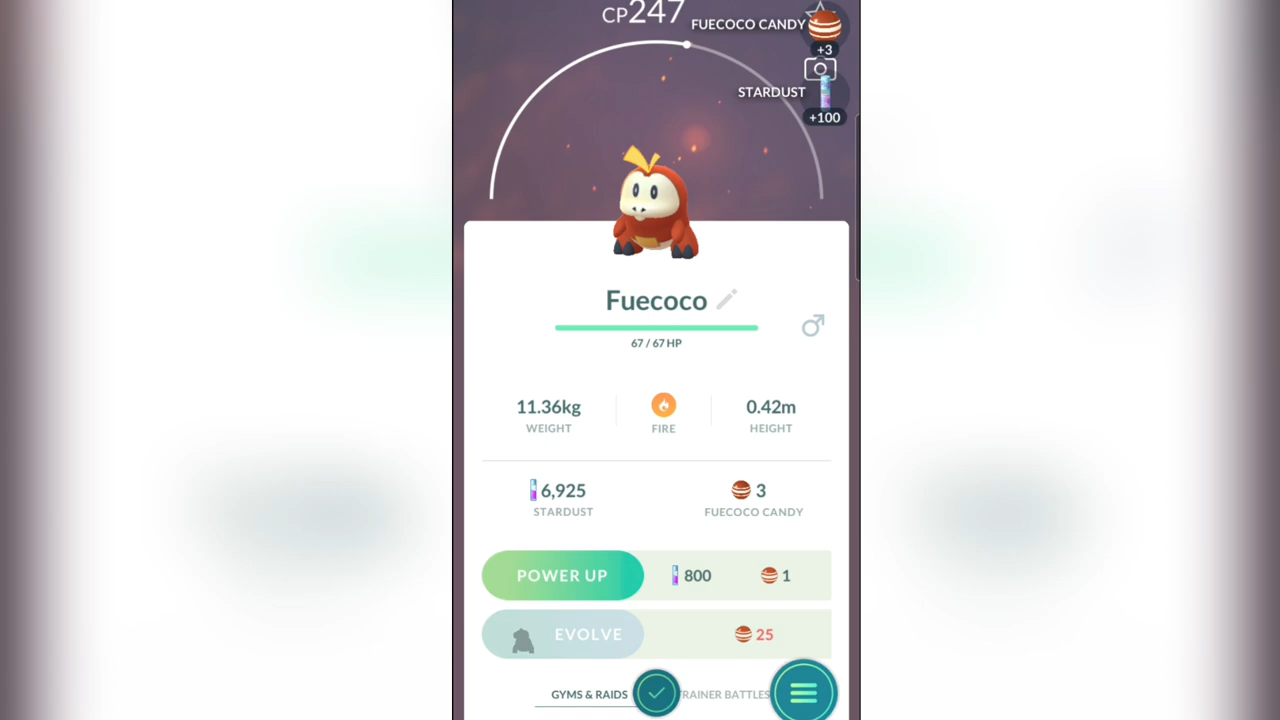 CP247
FUECOCO CANDY
+3
STARDUST
+100
Fuecoco
67 / 67 HP
11.36kg
WEIGHT
FIRE
0.42m
HEIGHT
6,925
STARDUST
3
FUECOCO CANDY
POWER UP 800 1
EVOLVE 25
GYMS & RAIDS TRAINER BATTLES